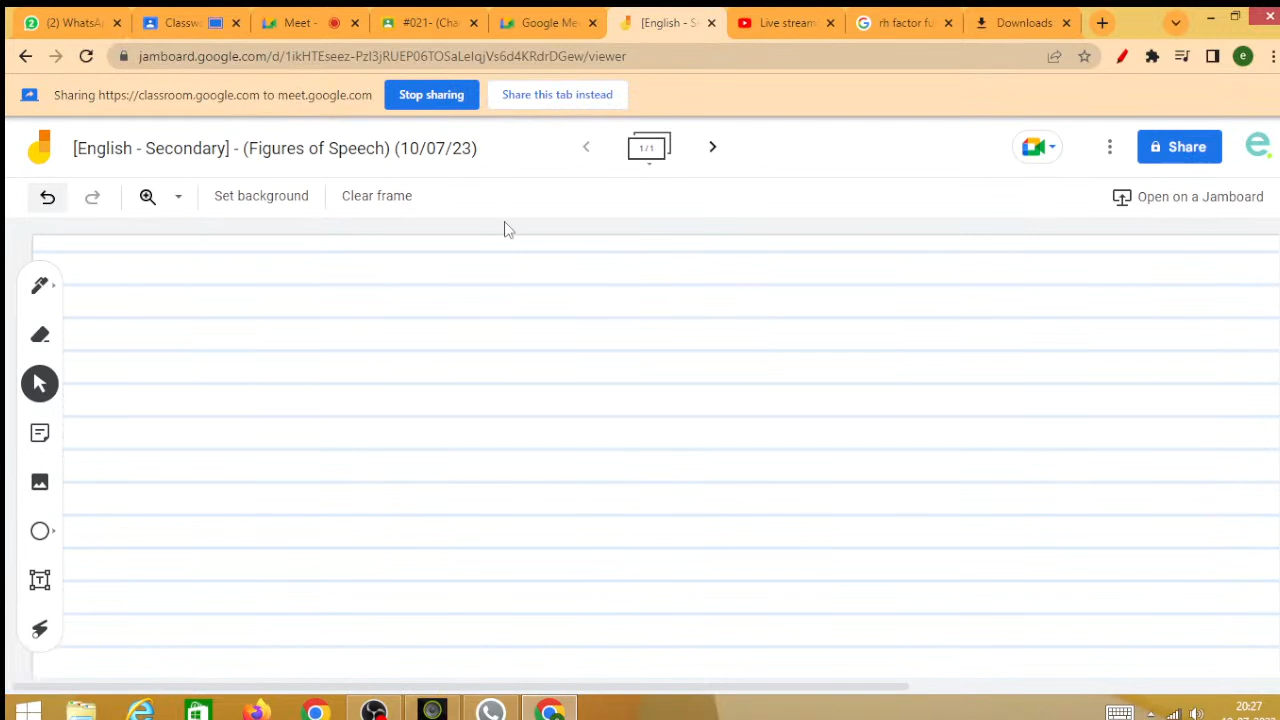 (2) WhatsA
Classw
Meet -
#021- (Cha
Google Me
[English - S
Live stream
rh factor fu
Downloads
jamboard.google.com/d/1ikHTEseez-PzI3jRUEP06TOSaLeIqjVs6d4KRdrDGew/viewer
e
Sharing https://classroom.google.com to meet.google.com
Stop sharing
Share this tab instead
[English - Secondary] - (Figures of Speech) (10/07/23)
1/1
Share
e
Set background
Clear frame
Open on a Jamboard
T
20:27